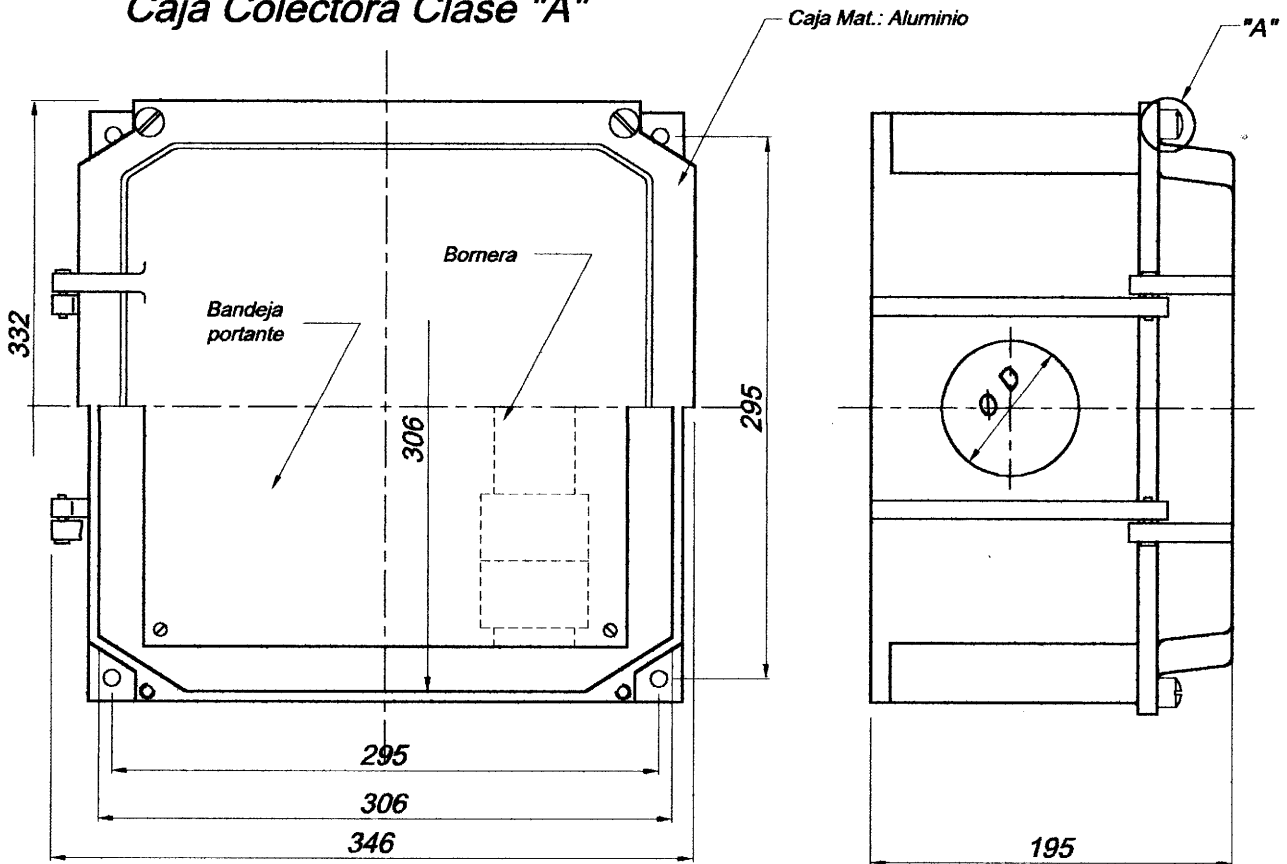 Caja Colectora Clase "A"
Caja Mat.: Aluminio
"A"
Bornera
Bandeja
portante
332
306
295
Ø D
295
306
346
195